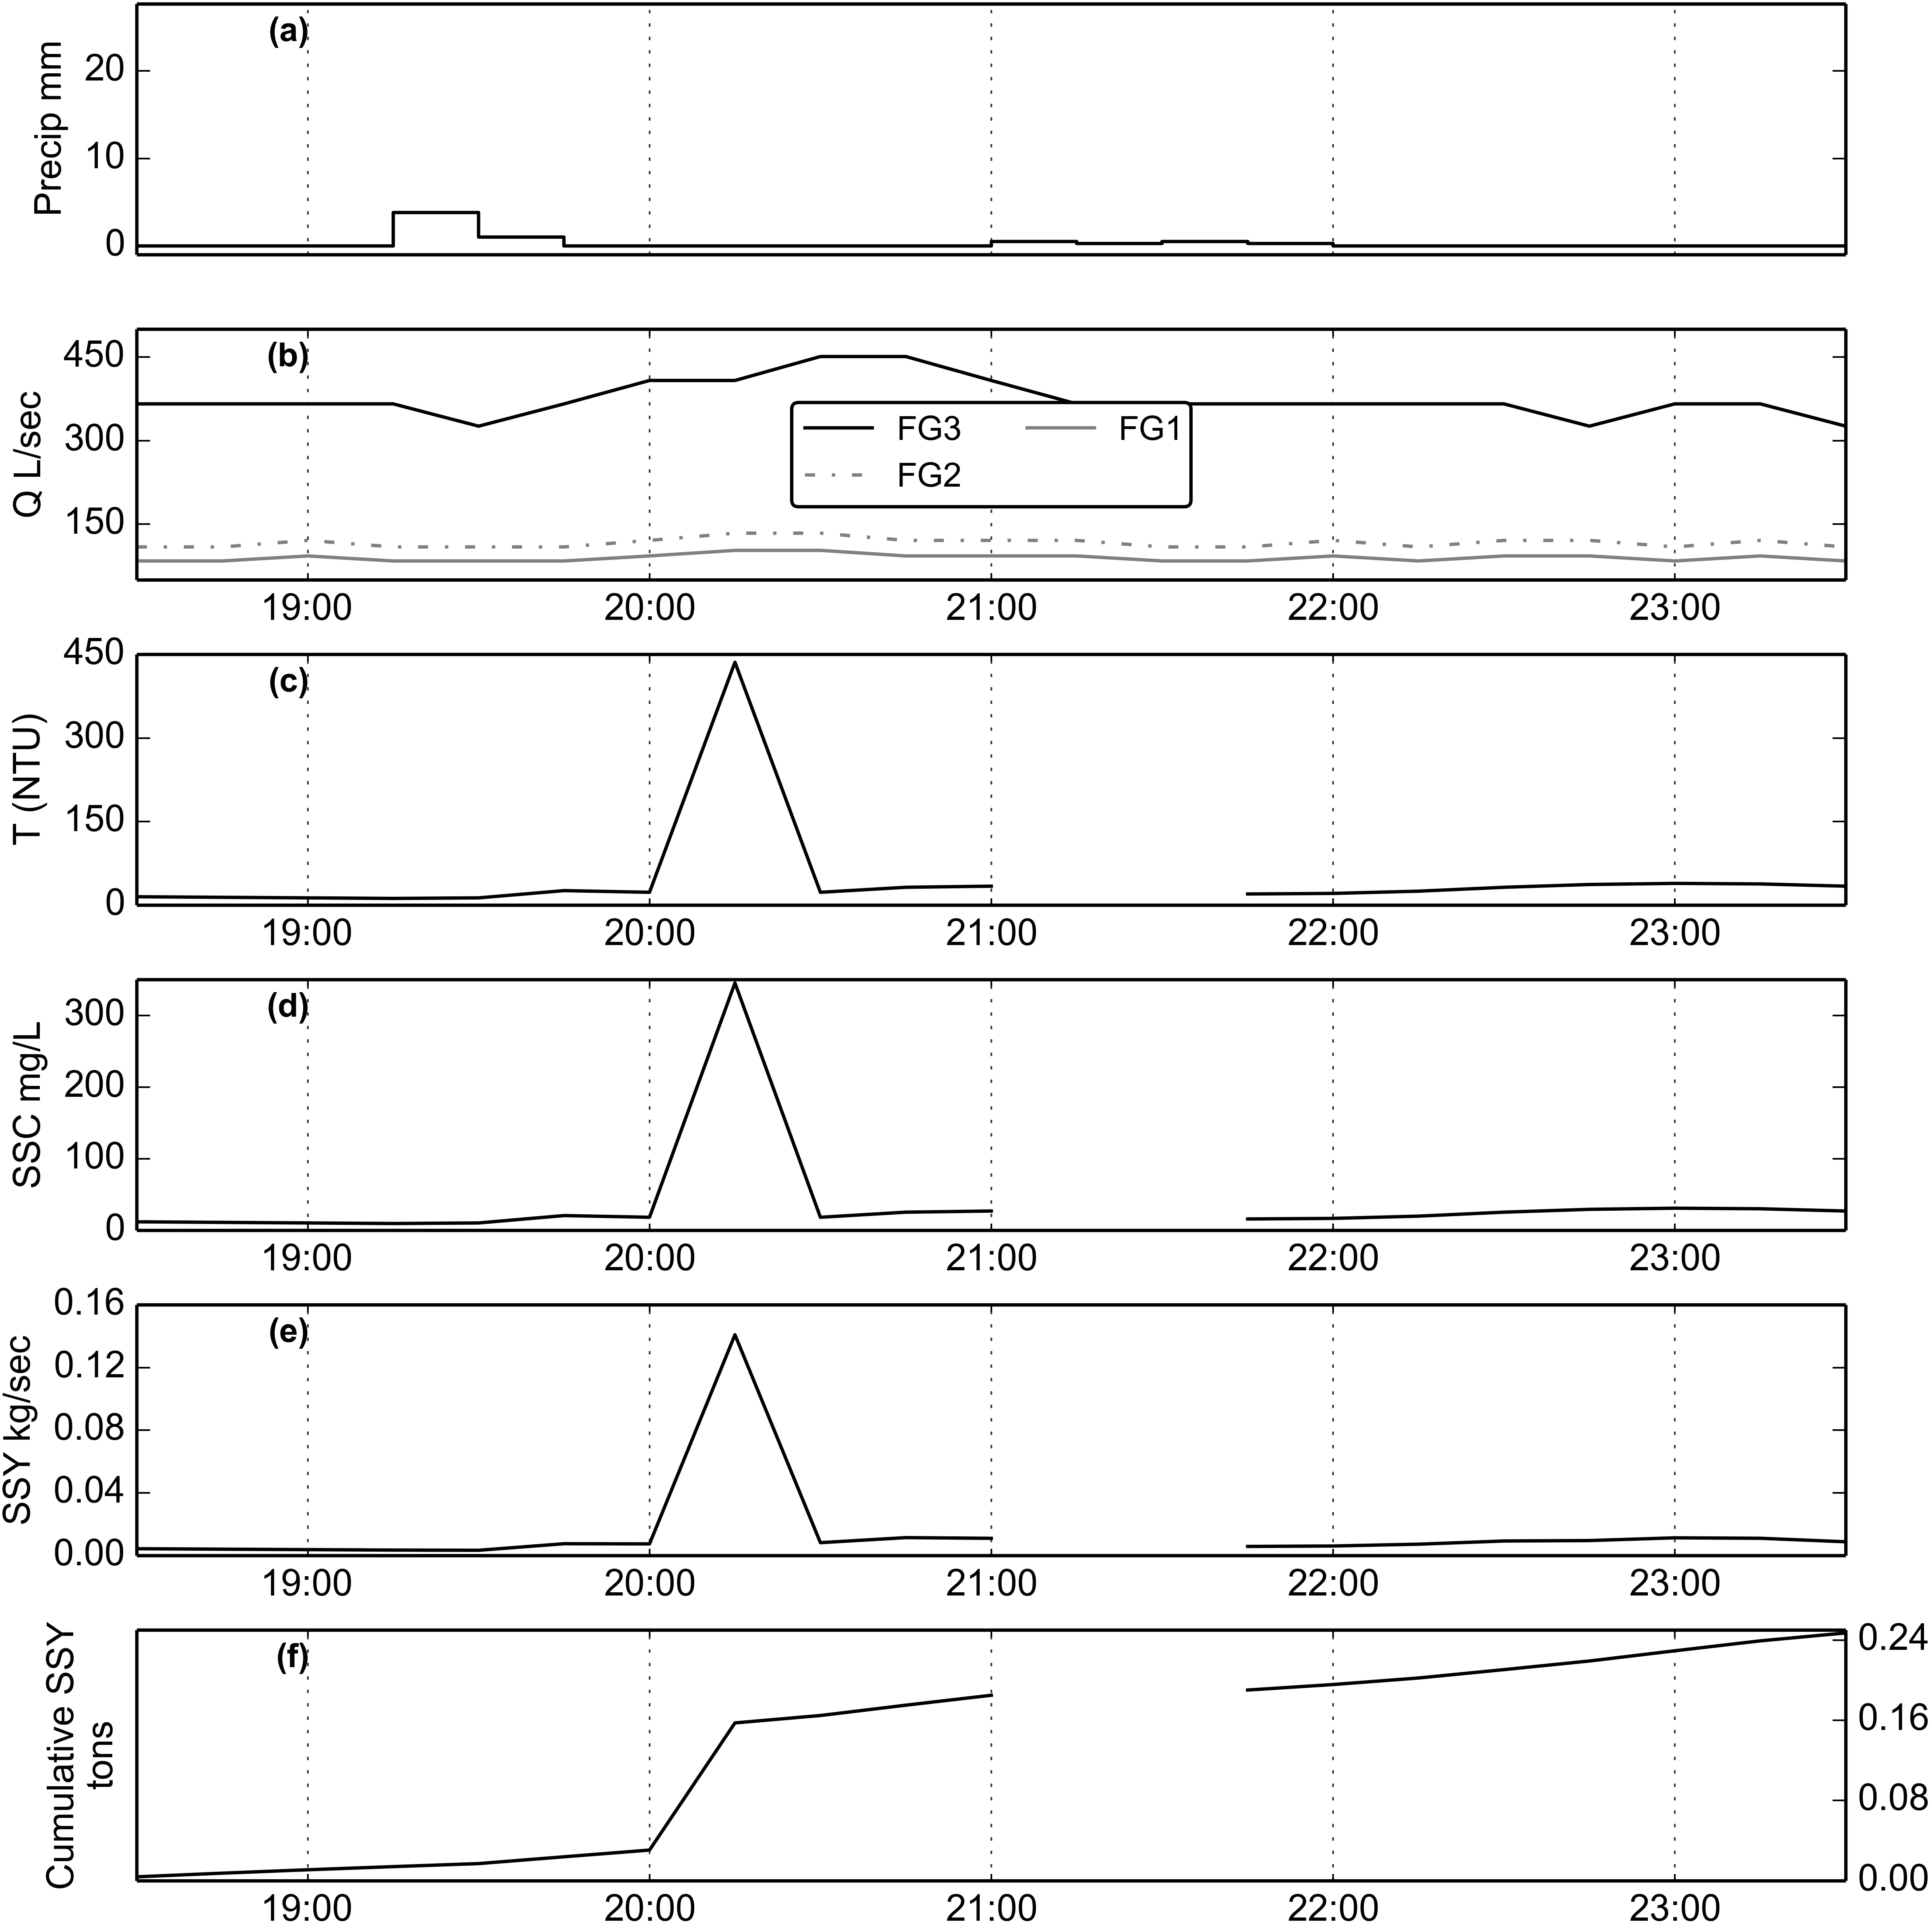 (a)
Precip mm
20
10
0
(b)
Q L/sec
450
300
150
FG3 FG1
FG2
19:00 20:00 21:00 22:00 23:00
(c)
T (NTU)
450
300
150
0
19:00 20:00 21:00 22:00 23:00
(d)
SSC mg/L
300
200
100
0
19:00 20:00 21:00 22:00 23:00
(e)
SSY kg/sec
0.16
0.12
0.08
0.04
0.00
19:00 20:00 21:00 22:00 23:00
(f)
Cumulative SSY
tons
0.24
0.16
0.08
0.00
19:00 20:00 21:00 22:00 23:00